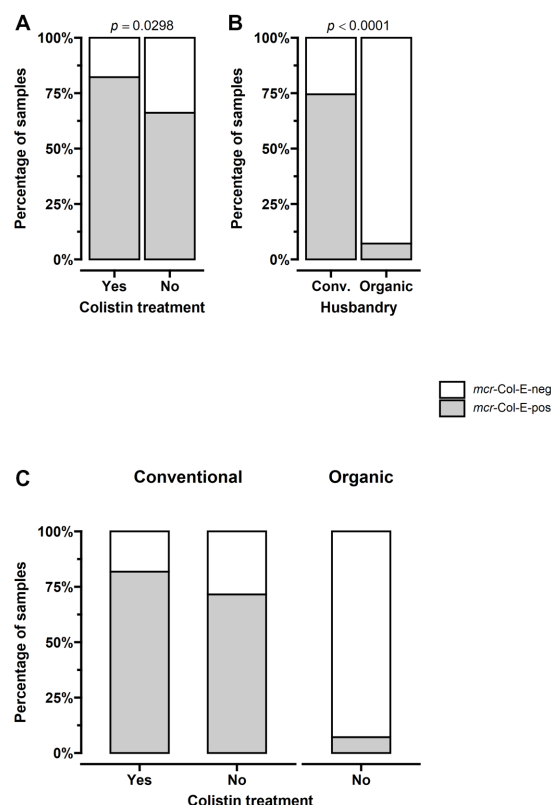 A
p = 0.0298
100%
75%
50%
25%
0%
Percentage of samples
Yes No
Colistin treatment
B
p < 0.0001
100%
75%
50%
25%
0%
Percentage of samples
Conv. Organic
Husbandry
mcr-Col-E-neg
mcr-Col-E-pos
C
Conventional
Organic
100%
75%
50%
25%
0%
Percentage of samples
Yes No No
Colistin treatment